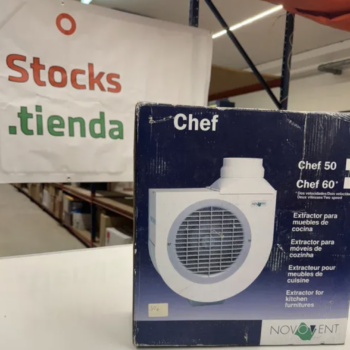 Stocks
.tienda
Chef
Chef 50
Chef 60*
Extractor para
muebles de
cocina
Extractor para
móveis de
cozinha
Extracteur pour
meubles de
cuisine
Extractor for
kitchen
furnitures
NOVOVENT